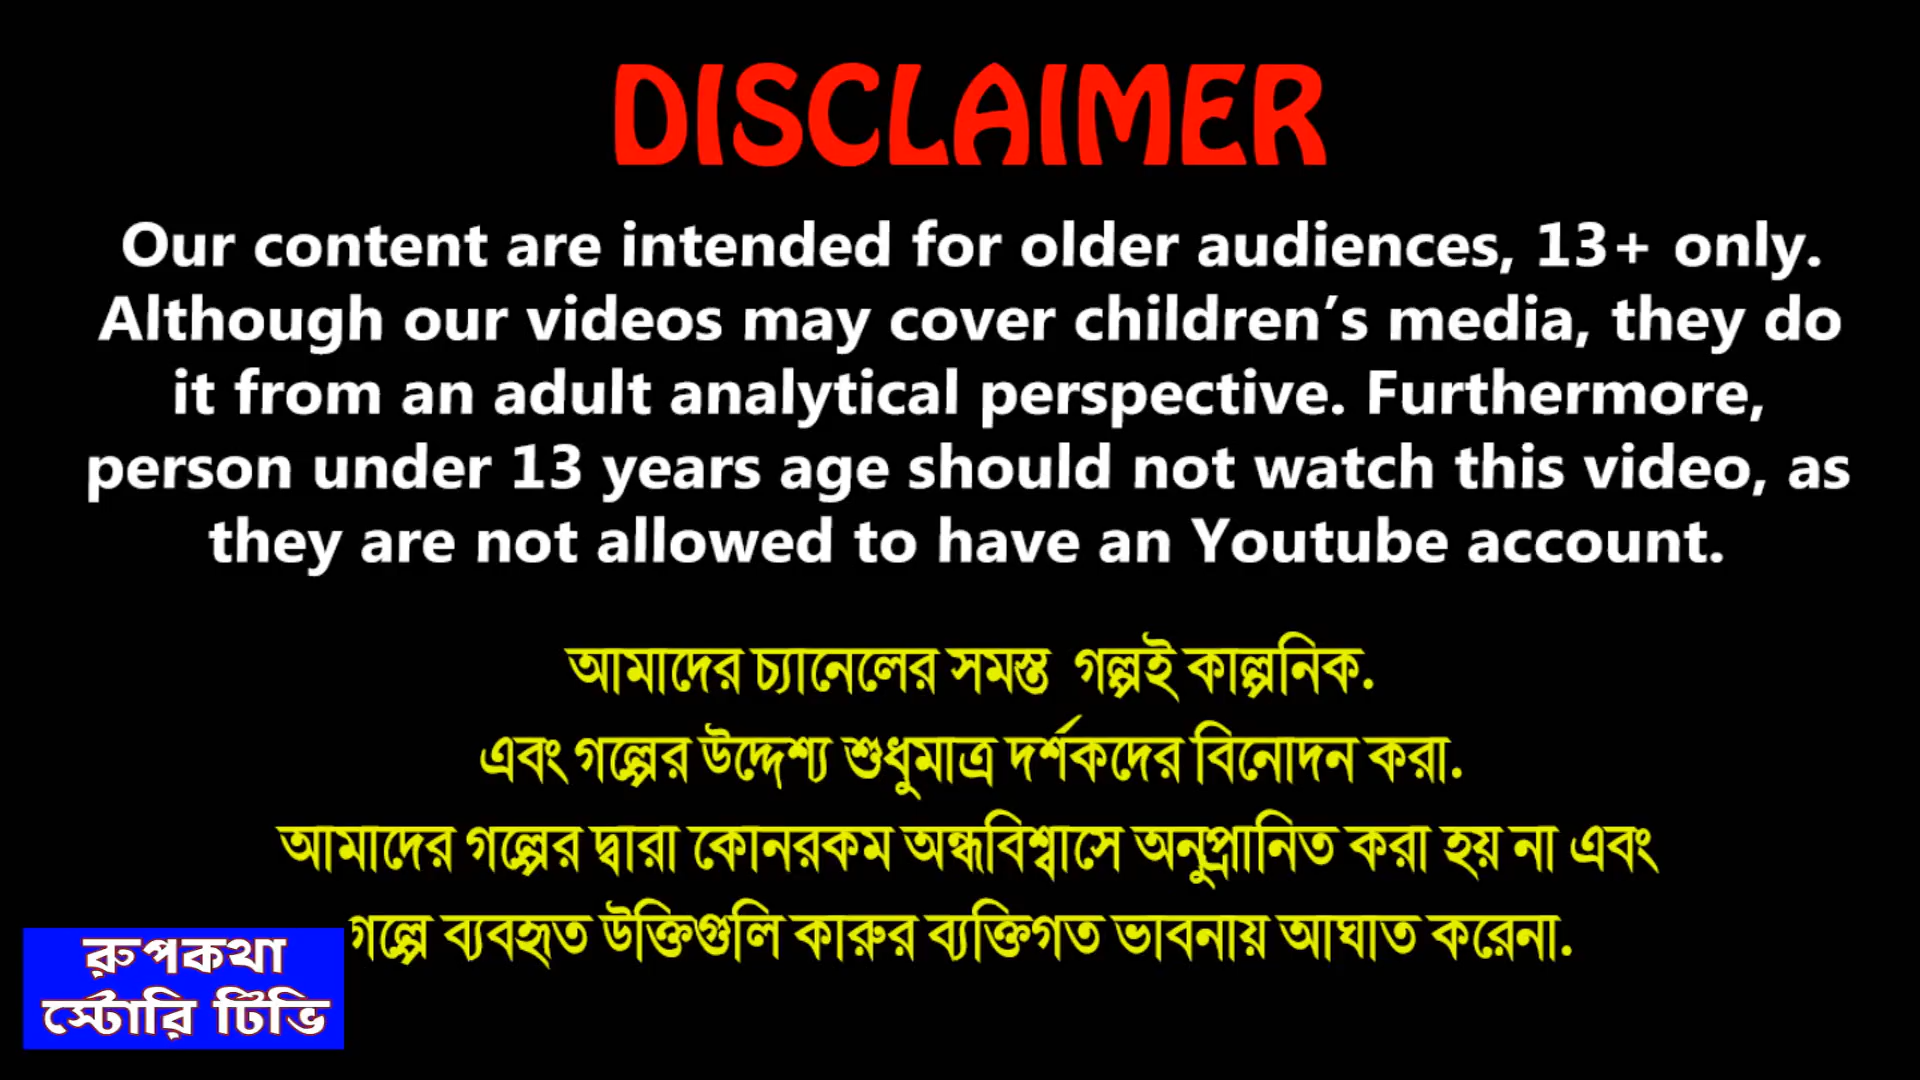 DISCLAIMER
Our content are intended for older audiences, 13+ only.
Although our videos may cover children’s media, they do
it from an adult analytical perspective. Furthermore,
person under 13 years age should not watch this video, as
they are not allowed to have an Youtube account.
আমাদের চ্যানেলের সমস্ত গল্পই কাল্পনিক.
এবং গল্পের উদ্দেশ্য শুধুমাত্র দর্শকদের বিনোদন করা.
আমাদের গল্পের দ্বারা কোনরকম অন্ধবিশ্বাসে অনুপ্রানিত করা হয় না এবং
গল্পে ব্যবহৃত উক্তিগুলি কারুর ব্যক্তিগত ভাবনায় আঘাত করেনা.
রুপকথা
স্টোরি টিভি